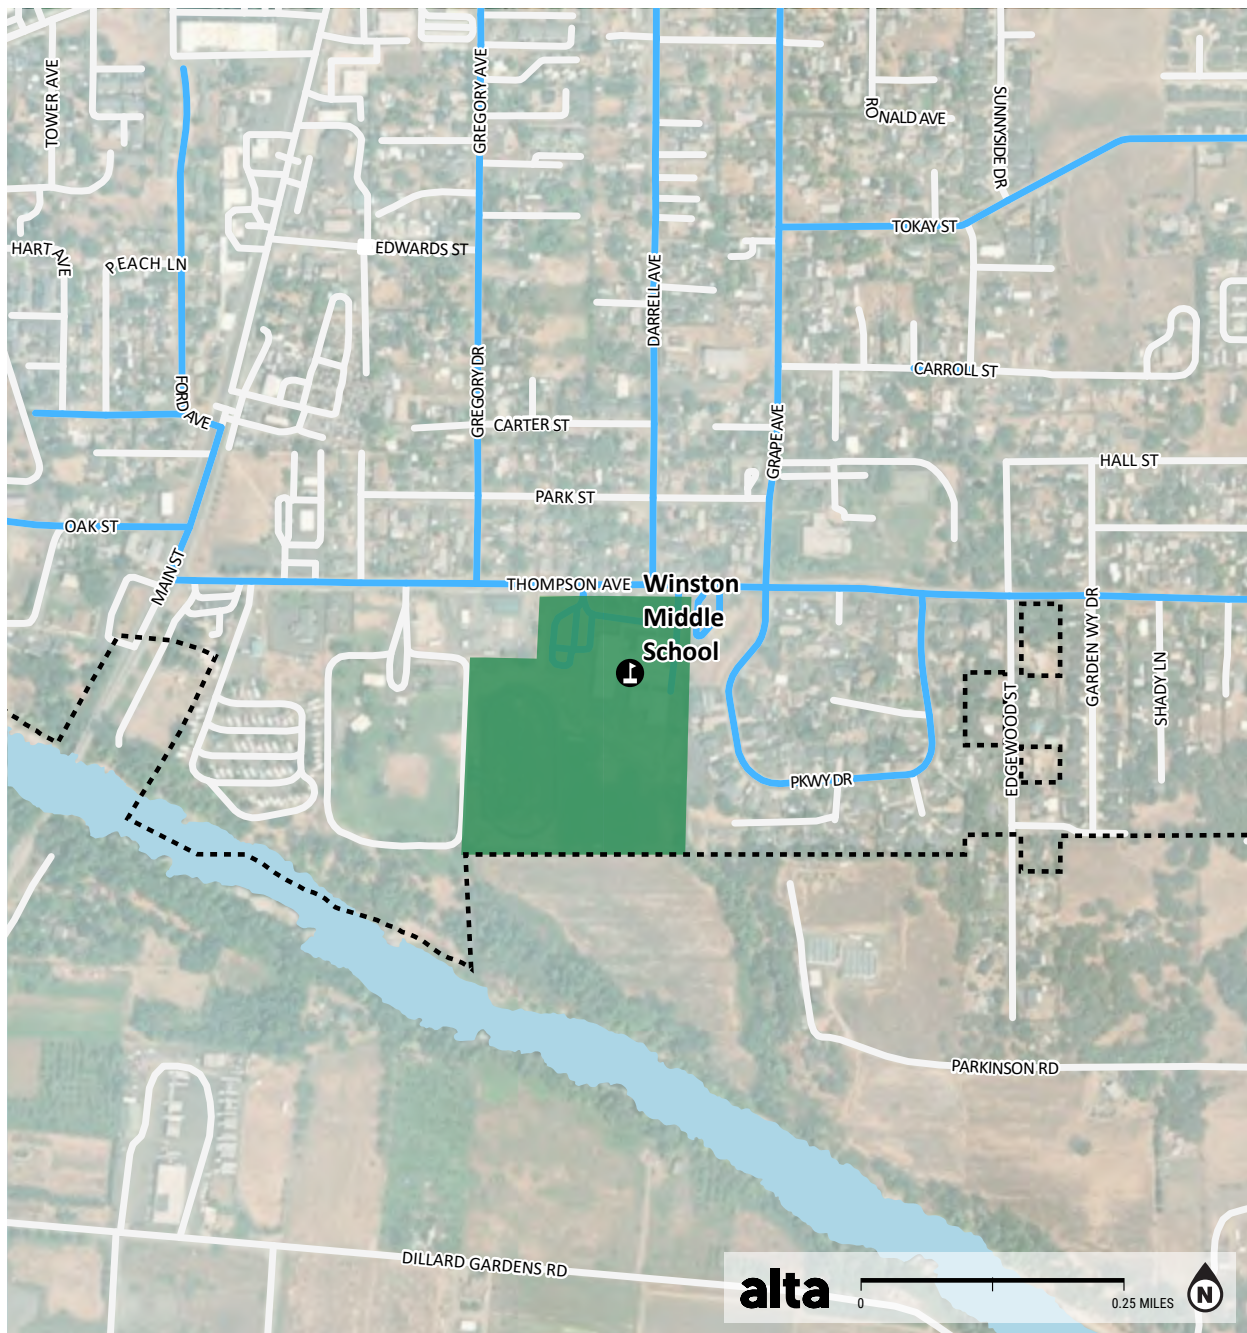 TOWER AVE
GREGORY AVE
RONALD AVE
SUNNYSIDE DR
HART AVE
PEACH LN
EDWARDS ST
TOKAY ST
DARRELL AVE
GREGORY DR
CARROLL ST
FORD AVE
CARTER ST
GRAPE AVE
HALL ST
PARK ST
OAK ST
MAIN ST
THOMPSON AVE
Winston
Middle
School
GARDEN WY DR
SHADY LN
EDGEWOOD ST
PKWY DR
PARKINSON RD
DILLARD GARDENS RD
alta
0
0.25 MILES
N